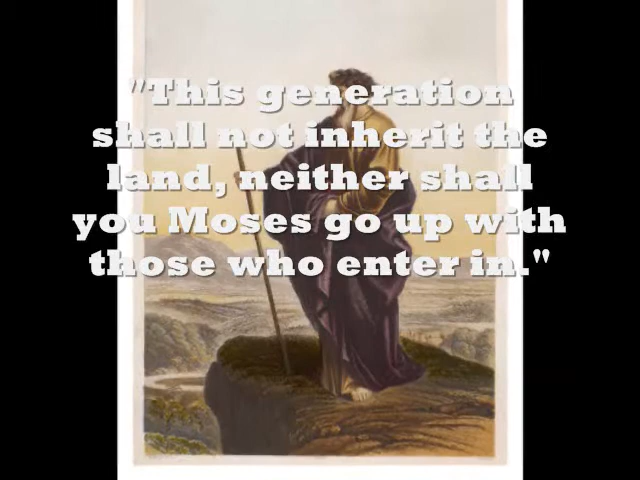 "This generation
shall not inherit the
land, neither shall
you Moses go up with
those who enter in."